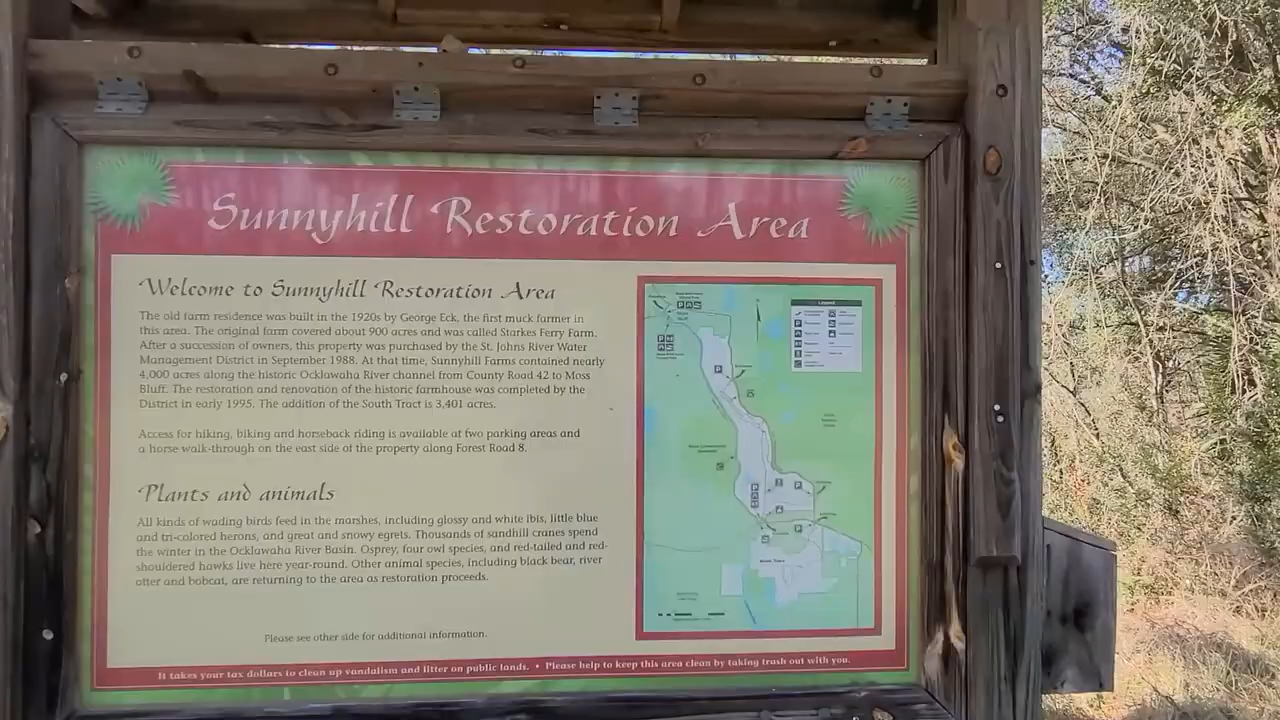 Sunnyhill Restoration Area
Welcome to Sunnyhill Restoration Area
The old farm residence was built in the 1920s by George Eck, the first muck farmer in
this area. The original farm covered about 900 acres and was called Starkes Ferry Farm.
After a succession of owners, this property was purchased by the St. Johns River Water
Management District in September 1988. At that time, Sunnyhill Farms contained nearly
4,000 acres along the historic Ocklawaha River channel from County Road 42 to Moss
Bluff. The restoration and renovation of the historic farmhouse was completed by the
District in early 1995. The addition of the South Tract is 3,401 acres.
Access for hiking, biking and horseback riding is available at two parking areas and
a horse walk-through on the east side of the property along Forest Road 8.
Plants and animals
All kinds of wading birds feed in the marshes, including glossy and white ibis, little blue
and tri-colored herons, and great and snowy egrets. Thousands of sandhill cranes spend
the winter in the Ocklawaha River Basin. Osprey, four owl species, and red-tailed and red-
shouldered hawks live here year-round. Other animal species, including black bear, river
otter and bobcat, are returning to the area as restoration proceeds.
Please see other side for additional information.
It takes your tax dollars to clean up vandalism and litter on public lands. • Please help to keep this area clean by taking trash out with you.
Legend